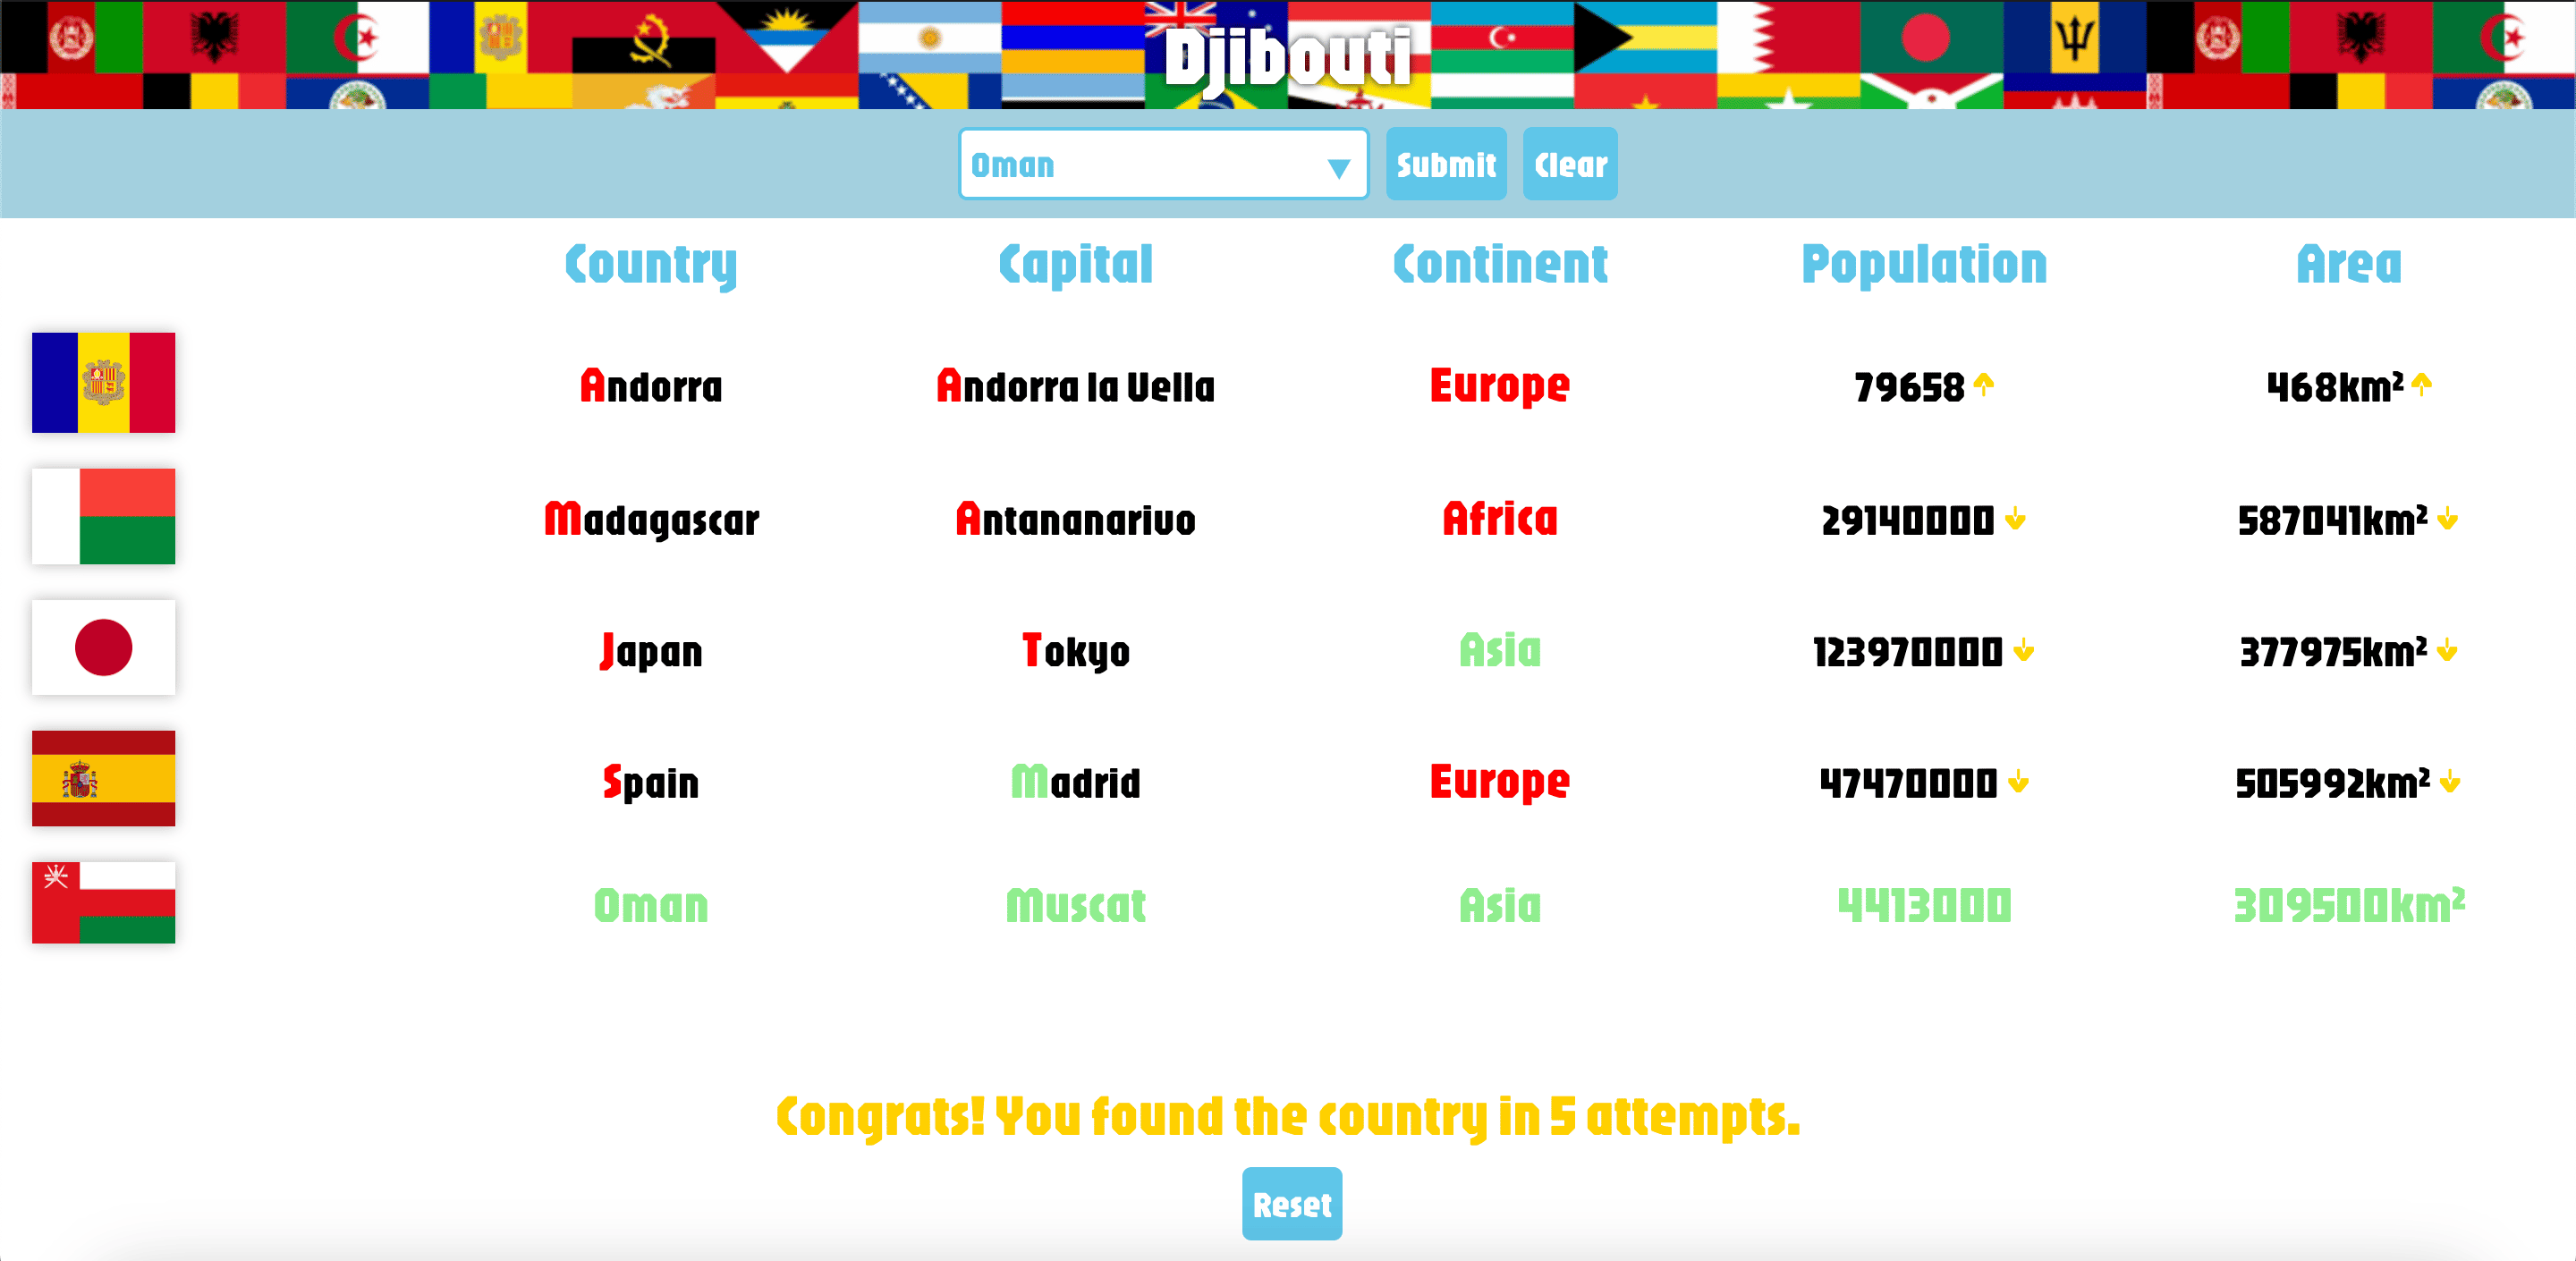 Djibouti
Oman
Submit
Clear
Country Capital Continent Population Area
Andorra Andorra la Vella Europe 79658 468km²
Madagascar Antananarivo Africa 29140000 587041km²
Japan Tokyo Asia 123970000 377975km²
Spain Madrid Europe 47470000 505992km²
Oman Muscat Asia 4413000 309500km²
Congrats! You found the country in 5 attempts.
Reset